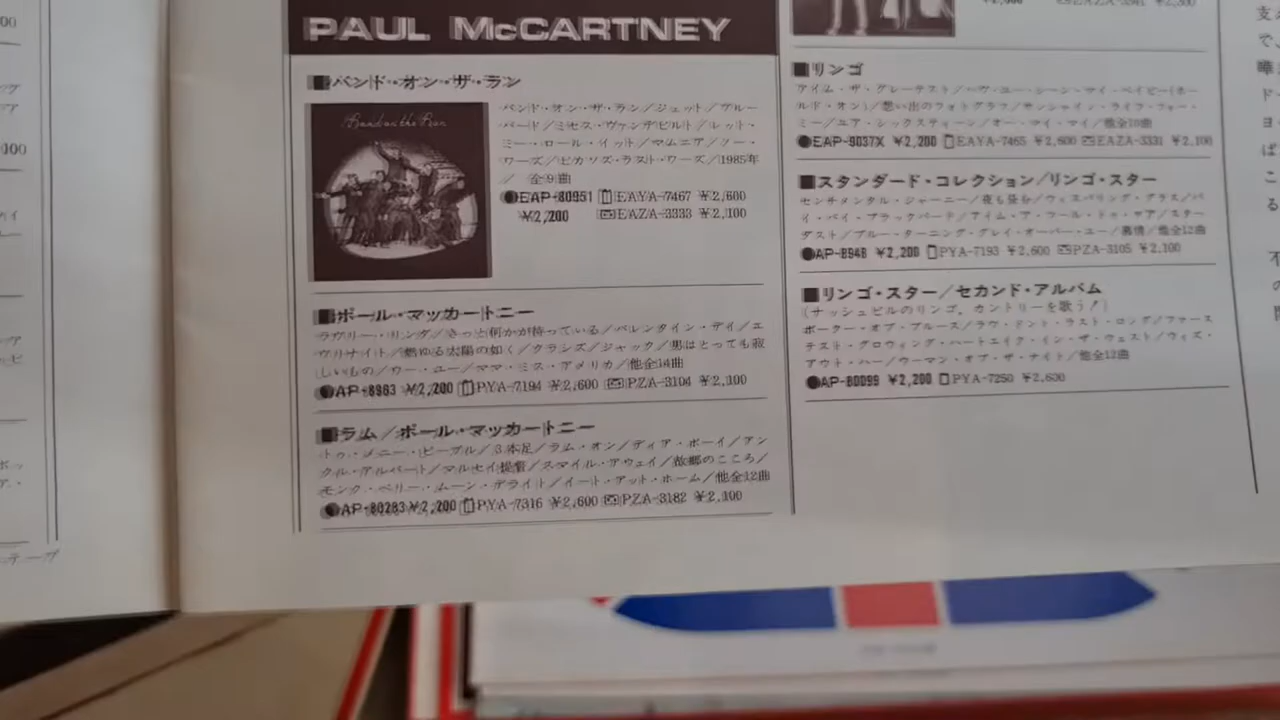 PAUL McCARTNEY
■バンド・オン・ザ・ラン
Band on the Run
バンド・オン・ザ・ラン／ジェット／ブルー
バード／ミセス・ヴァンデビルト／レット・
ミー・ロール・イット／マムニア／ノー・
ワーズ／ピカソズ・ラスト・ワーズ／1985年
／ 全9曲
●EAP-80951 EAYA-7467 ¥2,600
¥2,200 EAZA-3333 ¥2,100
■ポール・マッカートニー
ラヴリー・リンダ／きっと何かが待っている／バレンタイン・デイ／エ
ヴリナイト／燃ゆる太陽の如く／グラシズ／ジャンク／男はとっても寂
しいもの／ウー・ユー／ママ・ミス・アメリカ／他全14曲
●AP-8963 ¥2,200 PYA-7194 ¥2,600 PZA-3104 ¥2,100
■ラム／ポール・マッカートニー
トゥ・メニー・ピープル／3本足／ラム・オン／ディア・ボーイ／アン
クル・アルバート／ハルセイ提督／スマイル・アウェイ／故郷のこころ／
モンク・ベリー・ムーン・デライト／イート・アット・ホーム／他全12曲
●AP-80283 ¥2,200 PYA-7316 ¥2,600 PZA-3182 ¥2,100
■リンゴ
アイム・ザ・グレーテスト／ハヴ・ユー・シーン・マイ・ベイビー(ホー
ルド・オン)／想い出のフォトグラフ／サンシャイン・ライフ・フォー・
ミー／ユア・シックスティーン／オー・マイ・マイ／他全10曲
●EAP-9037X ¥2,200 EAYA-7465 ¥2,600 EAZA-3331 ¥2,100
■スタンダード・コレクション／リンゴ・スター
センチメンタル・ジャーニー／夜も昼も／ウィスパリング・グラス／バ
イ・バイ・ブラックバード／アイム・ア・フール・トゥ・ケア／スター
ダスト／ブルー・ターニング・グレイ・オーバー・ユー／慕情／他全12曲
●AP-8948 ¥2,200 PYA-7193 ¥2,600 PZA-3105 ¥2,100
■リンゴ・スター／セカンド・アルバム
(ナッシュビルのリンゴ、カントリーを歌う！)
ボーター・オブ・ブルース／ラヴ・ドント・ラスト・ロング／ファース
テスト・グロウィング・ハートエイク・イン・ザ・ウェスト／ウィズ・
アウト・ハー／ウーマン・オブ・ザ・ナイト／他全12曲
●AP-80099 ¥2,200 PYA-7250 ¥2,600